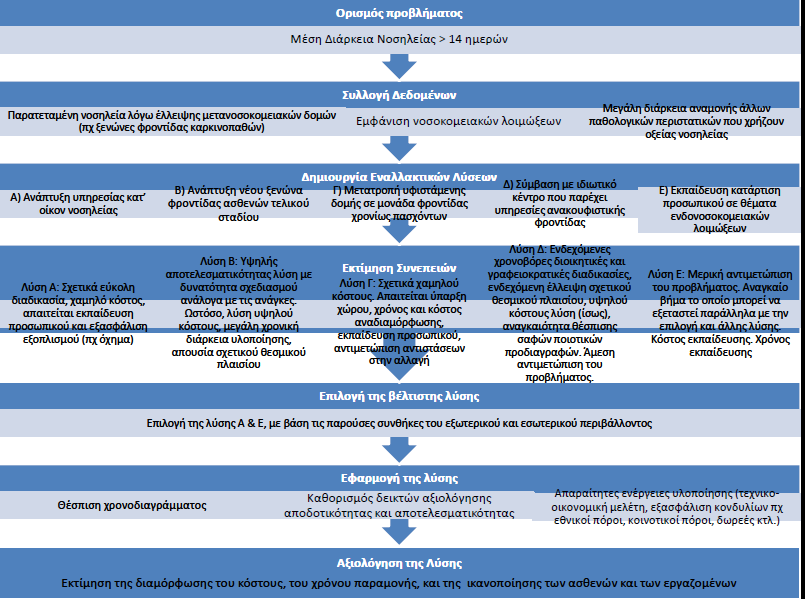 Ορισμός προβλήματος
Μέση Διάρκεια Νοσηλείας > 14 ημερών
Συλλογή Δεδομένων
Παρατεταμένη νοσηλεία λόγω έλλειψης μετανοσοκομειακών δομών
(πχ ξενώνες φροντίδας καρκινοπαθών)
Εμφάνιση νοσοκομειακών λοιμώξεων
Μεγάλη διάρκεια αναμονής άλλων
παθολογικών περιστατικών που χρήζουν
οξείας νοσηλείας
Δημιουργία Εναλλακτικών Λύσεων
Α) Ανάπτυξη υπηρεσίας κατ’
οίκον νοσηλείας
Β) Ανάπτυξη νέου ξενώνα
φροντίδας ασθενών τελικού
σταδίου
Γ) Μετατροπή υφιστάμενης
δομής σε μονάδα φροντίδας
χρονίως πασχόντων
Δ) Σύμβαση με ιδιωτικό
κέντρο που παρέχει
υπηρεσίες ανακουφιστικής
φροντίδας
Ε) Εκπαίδευση κατάρτιση
προσωπικού σε θέματα
ενδονοσοκομειακών
λοιμώξεων
Εκτίμηση Συνεπειών
Λύση Α: Σχετικά εύκολη
διαδικασία, χαμηλό κόστος,
απαιτείται εκπαίδευση
προσωπικού και εξασφάλιση
εξοπλισμού (πχ όχημα)
Λύση Β: Υψηλής
αποτελεσματικότητας λύση με
δυνατότητα σχεδιασμού
ανάλογα με τις ανάγκες.
Ωστόσο, λύση υψηλού
κόστους, μεγάλη χρονική
διάρκεια υλοποίησης,
απουσία σχετικού θεσμικού
πλαισίου
Λύση Γ: Σχετικά χαμηλού
κόστους. Απαιτείται ύπαρξη
χώρου, χρόνος και κόστος
αναδιαμόρφωσης,
εκπαίδευση προσωπικού,
αντιμετώπιση αντιστάσεων
στην αλλαγή
Λύση Δ: Ενδεχόμενες
χρονοβόρες διοικητικές και
γραφειοκρατικές διαδικασίες,
ενδεχόμενη έλλειψη σχετικού
θεσμικού πλαισίου, υψηλού
κόστους λύση (ίσως),
αναγκαιότητα θέσπισης
σαφών ποιοτικών
προδιαγραφών. Άμεση
αντιμετώπιση του
προβλήματος.
Λύση Ε: Μερική αντιμετώπιση
του προβλήματος. Αναγκαίο
βήμα το οποίο μπορεί να
εξεταστεί παράλληλα με την
επιλογή και άλλης λύσης.
Κόστος εκπαίδευσης. Χρόνος
εκπαίδευσης
Επιλογή της βέλτιστης λύσης
Επιλογή της λύσης Α & Ε, με βάση τις παρούσες συνθήκες του εξωτερικού και εσωτερικού περιβάλλοντος
Εφαρμογή της λύσης
Θέσπιση χρονοδιαγράμματος
Καθορισμός δεικτών αξιολόγησης
αποδοτικότητας και αποτελεσματικότητας
Απαραίτητες ενέργειες υλοποίησης (τεχνικο-
οικονομική μελέτη, εξασφάλιση κονδυλίων πχ
εθνικοί πόροι, κοινοτικοί πόροι, δωρεές κτλ.)
Αξιολόγηση της Λύσης
Εκτίμηση της διαμόρφωσης του κόστους, του χρόνου παραμονής, και της ικανοποίησης των ασθενών και των εργαζομένων